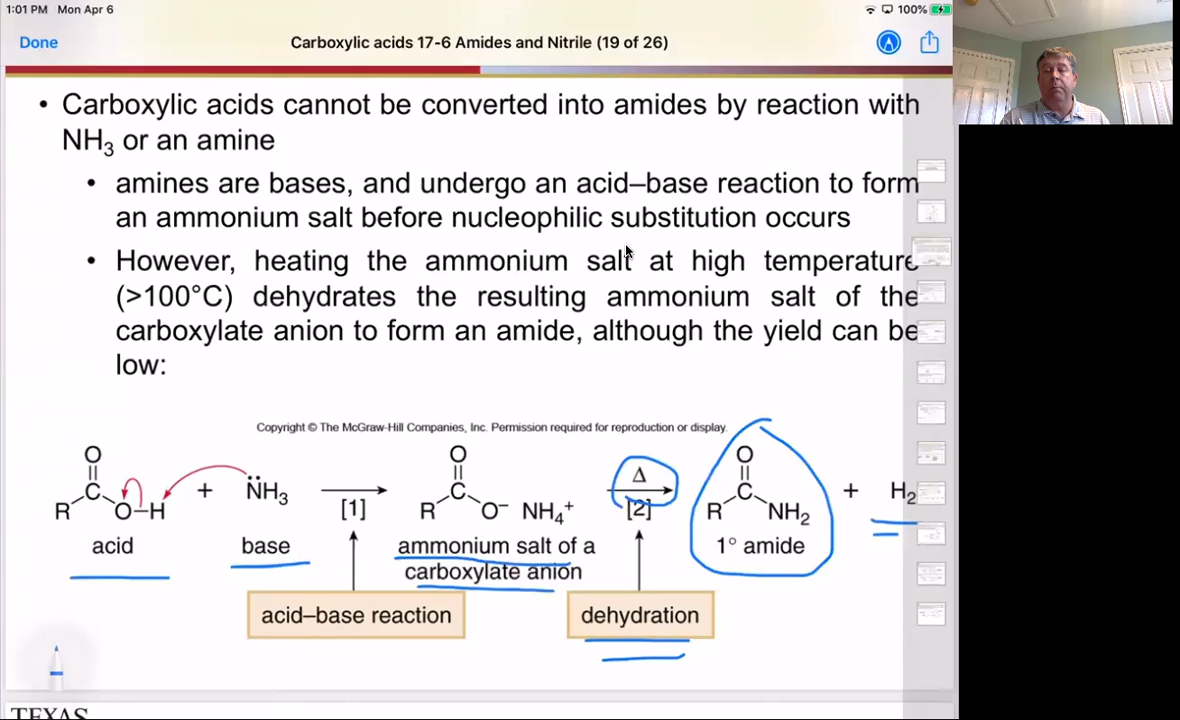 1:01 PM Mon Apr 6
100%
Done
Carboxylic acids 17-6 Amides and Nitrile (19 of 26)
• Carboxylic acids cannot be converted into amides by reaction with
NH₃ or an amine
• amines are bases, and undergo an acid–base reaction to form
an ammonium salt before nucleophilic substitution occurs
• However, heating the ammonium salt at high temperature
(>100°C) dehydrates the resulting ammonium salt of the
carboxylate anion to form an amide, although the yield can be
low:
Copyright © The McGraw-Hill Companies, Inc. Permission required for reproduction or display.
O O Δ O
C C C
R O–H + N̈H₃ [1] R O⁻ NH₄⁺ [2] R NH₂ + H₂
acid base ammonium salt of a 1° amide
carboxylate anion
acid–base reaction dehydration
TEXAS